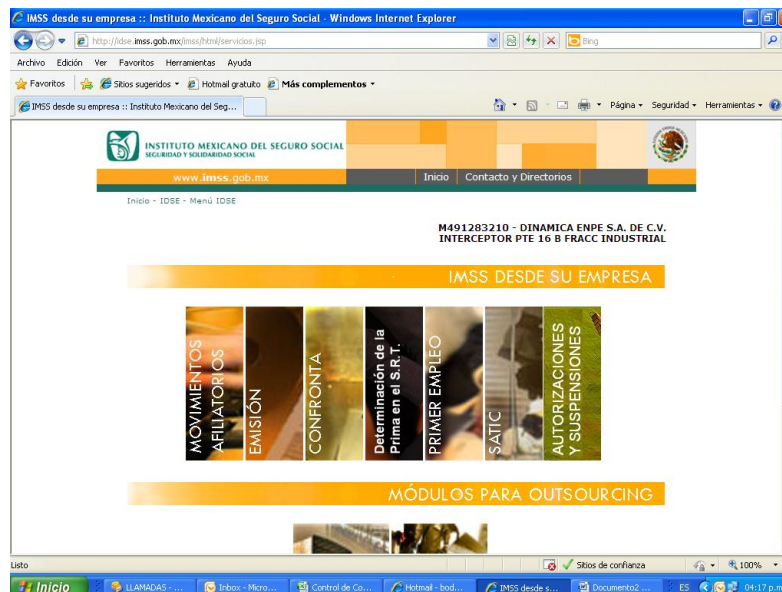 IMSS desde su empresa :: Instituto Mexicano del Seguro Social - Windows Internet Explorer
http://idse.imss.gob.mx/imss/html/servicios.jsp
Bing
Archivo Edición Ver Favoritos Herramientas Ayuda
Favoritos Sitios sugeridos Hotmail gratuito Más complementos
IMSS desde su empresa :: Instituto Mexicano del Seg... Página Seguridad Herramientas
INSTITUTO MEXICANO DEL SEGURO SOCIAL
SEGURIDAD Y SOLIDARIDAD SOCIAL
www.imss.gob.mx Inicio Contacto y Directorios
Inicio - IDSE - Menú IDSE
M491283210 - DINAMICA ENPE S.A. DE C.V.
INTERCEPTOR PTE 16 B FRACC INDUSTRIAL
IMSS DESDE SU EMPRESA
MOVIMIENTOS
AFILIATORIOS
EMISIÓN
CONFRONTA
Determinación de la
Prima en el S.R.T.
PRIMER EMPLEO
SATIC
AUTORIZACIONES
Y SUSPENSIONES
MÓDULOS PARA OUTSOURCING
Listo Sitios de confianza 100%
Inicio LLAMADAS - ... Inbox - Micro... Control de Co... Hotmail - bod... IMSS desde s... Documento2 ... ES 04:17 p.m.